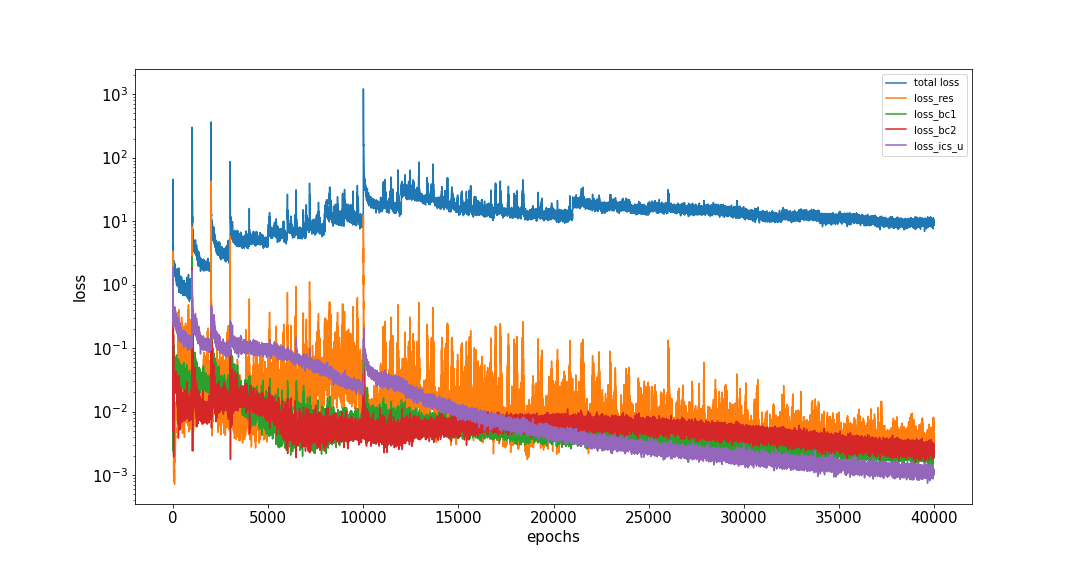 total loss
loss_res
loss_bc1
loss_bc2
loss_ics_u
10³
10²
10¹
10⁰
10⁻¹
10⁻²
10⁻³
loss
0 5000 10000 15000 20000 25000 30000 35000 40000
epochs